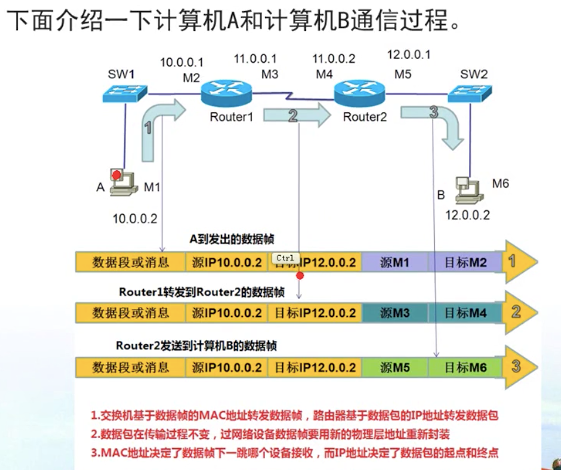 下面介绍一下计算机A和计算机B通信过程。
10.0.0.1 11.0.0.1 11.0.0.2 12.0.0.1
SW1 M2 M3 M4 M5 SW2
Router1 Router2
1 2 3
A M1 B M6
10.0.0.2 12.0.0.2
A到发出的数据帧
数据段或消息 源IP10.0.0.2 目标IP12.0.0.2 源M1 目标M2 1
Ctrl
Router1转发到Router2的数据帧
数据段或消息 源IP10.0.0.2 目标IP12.0.0.2 源M3 目标M4 2
Router2发送到计算机B的数据帧
数据段或消息 源IP10.0.0.2 目标IP12.0.0.2 源M5 目标M6 3
1.交换机基于数据帧的MAC地址转发数据帧，路由器基于数据包的IP地址转发数据包
2.数据包在传输过程不变，过网络设备数据帧要用新的物理层地址重新封装
3.MAC地址决定了数据帧下一跳哪个设备接收，而IP地址决定了数据包的起点和终点